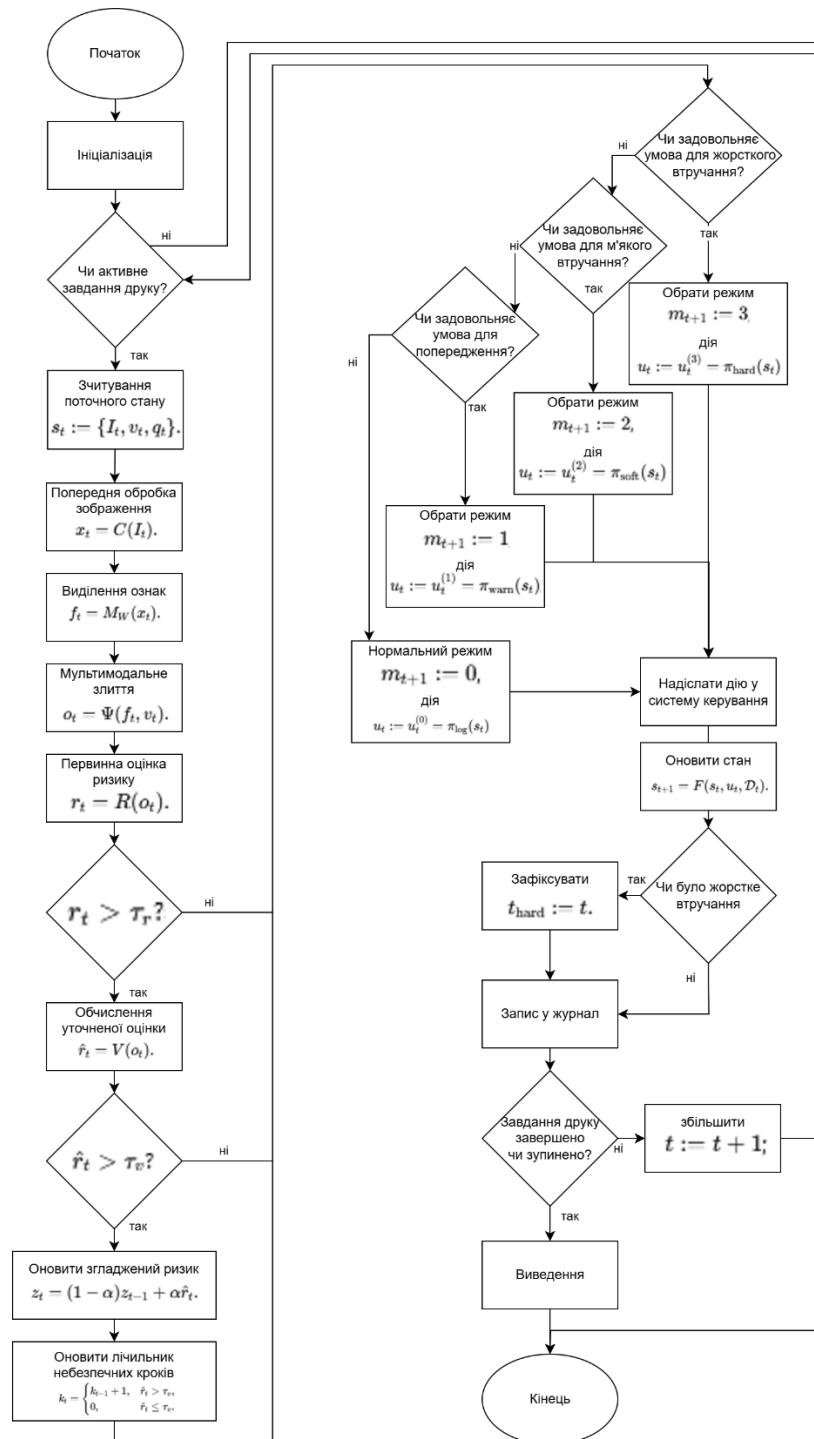 Початок
Ініціалізація
Чи активне
завдання друку?
ні
так
Зчитування
поточного стану
s_t := {I_t, v_t, q_t}.
Попередня обробка
зображення
x_t = C(I_t).
Виділення ознак
f_t = M_W(x_t).
Мультимодальне
злиття
o_t = Ψ(f_t, v_t).
Первинна оцінка
ризику
r_t = R(o_t).
r_t > τ_r?
ні
так
Обчислення
уточненої оцінки
r̂_t = V(o_t).
r̂_t > τ_v?
ні
так
Оновити згладжений ризик
z_t = (1 − α)z_{t−1} + αr̂_t.
Оновити лічильник
небезпечних кроків
k_t = { k_{t−1} + 1, r̂_t > τ_v,
0, r̂_t ≤ τ_v.
Чи задовольняє
умова для жорсткого
втручання?
ні
так
Чи задовольняє
умова для м'якого
втручання?
ні
так
Чи задовольняє
умова для
попередження?
ні
так
Обрати режим
m_{t+1} := 3,
дія
u_t := u_t^{(3)} = π_hard(s_t)
Обрати режим
m_{t+1} := 2,
дія
u_t := u_t^{(2)} = π_soft(s_t)
Обрати режим
m_{t+1} := 1
дія
u_t := u_t^{(1)} = π_warn(s_t)
Нормальний режим
m_{t+1} := 0,
дія
u_t := u_t^{(0)} = π_log(s_t)
Надіслати дію у
систему керування
Оновити стан
s_{t+1} = F(s_t, u_t, 𝒟_t).
Чи було жорстке
втручання
так
ні
Зафіксувати
t_hard := t.
Запис у журнал
Завдання друку
завершено
чи зупинено?
ні
так
збільшити
t := t + 1;
Виведення
Кінець